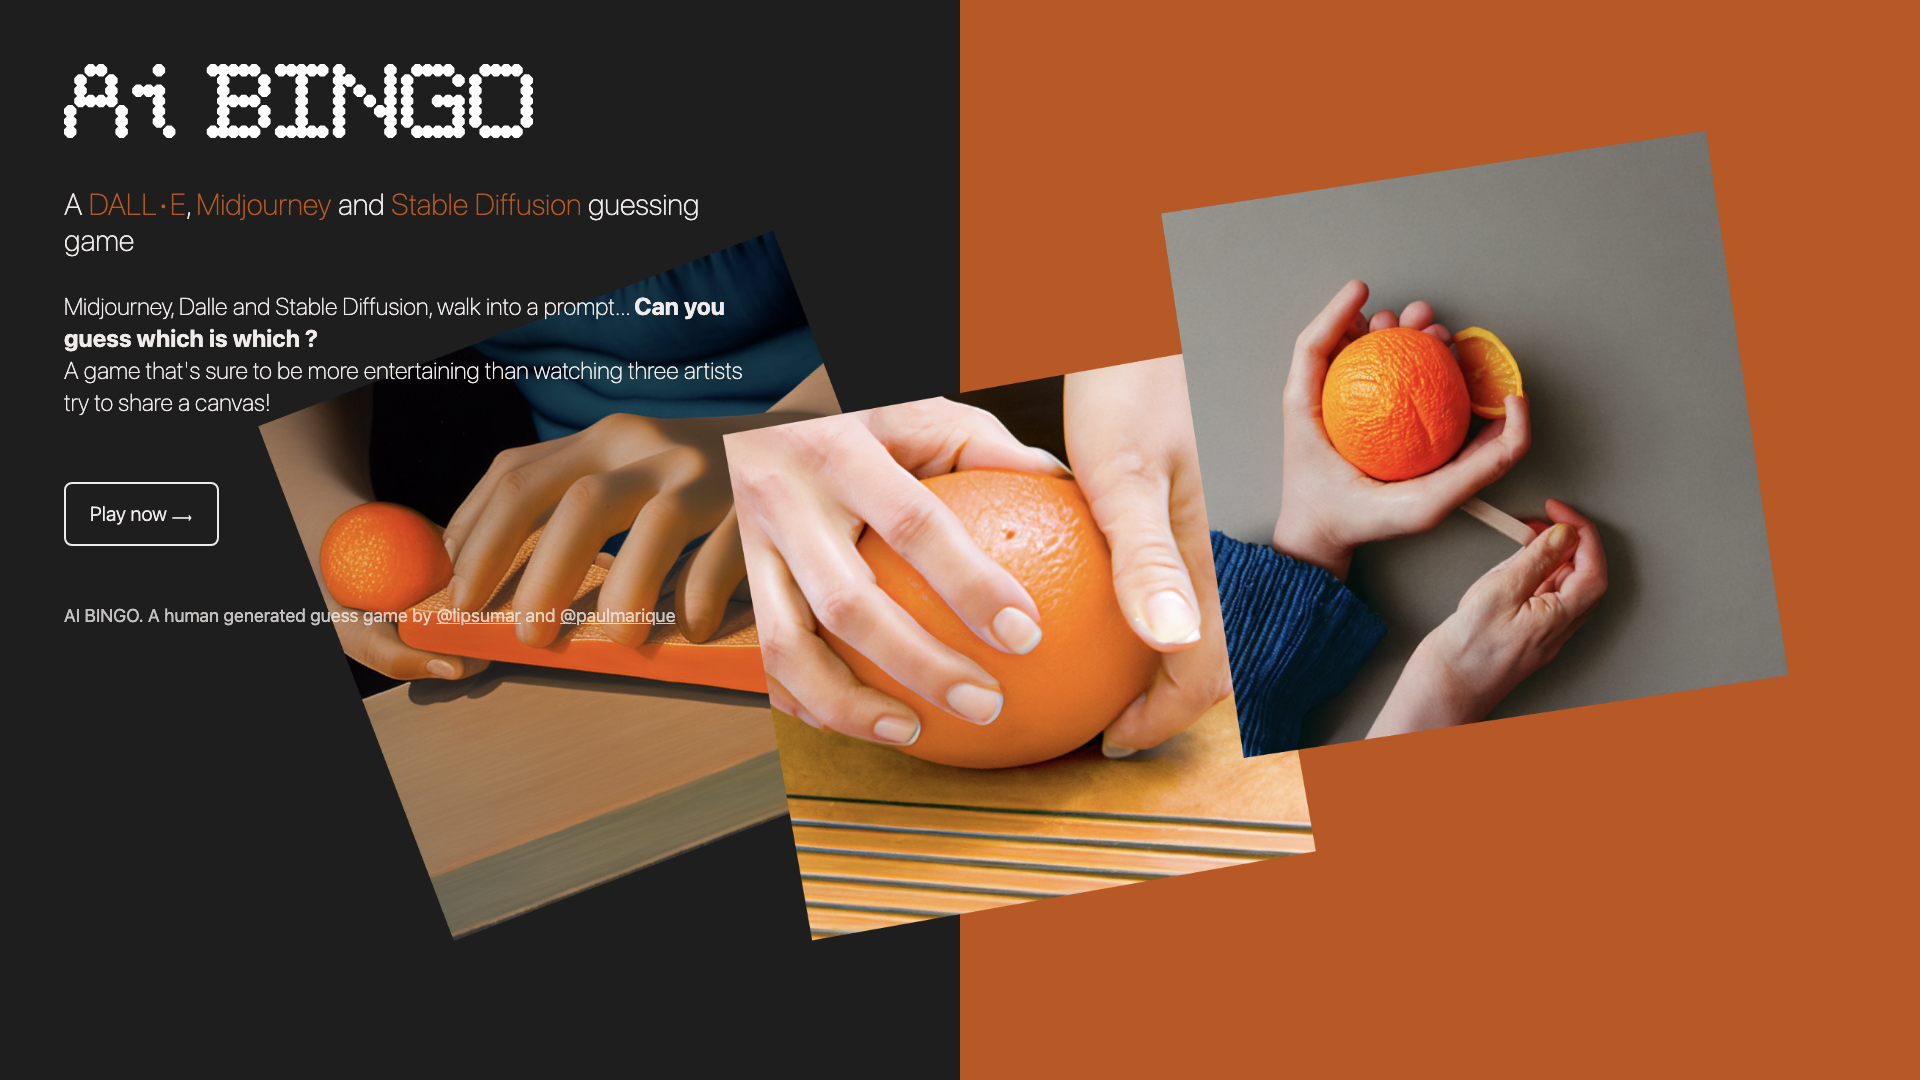 Ai BINGO
A DALL·E, Midjourney and Stable Diffusion guessing
game
Midjourney, Dalle and Stable Diffusion, walk into a prompt... Can you
guess which is which ?
A game that's sure to be more entertaining than watching three artists
try to share a canvas!
Play now →
AI BINGO. A human generated guess game by @lipsumar and @paulmarique